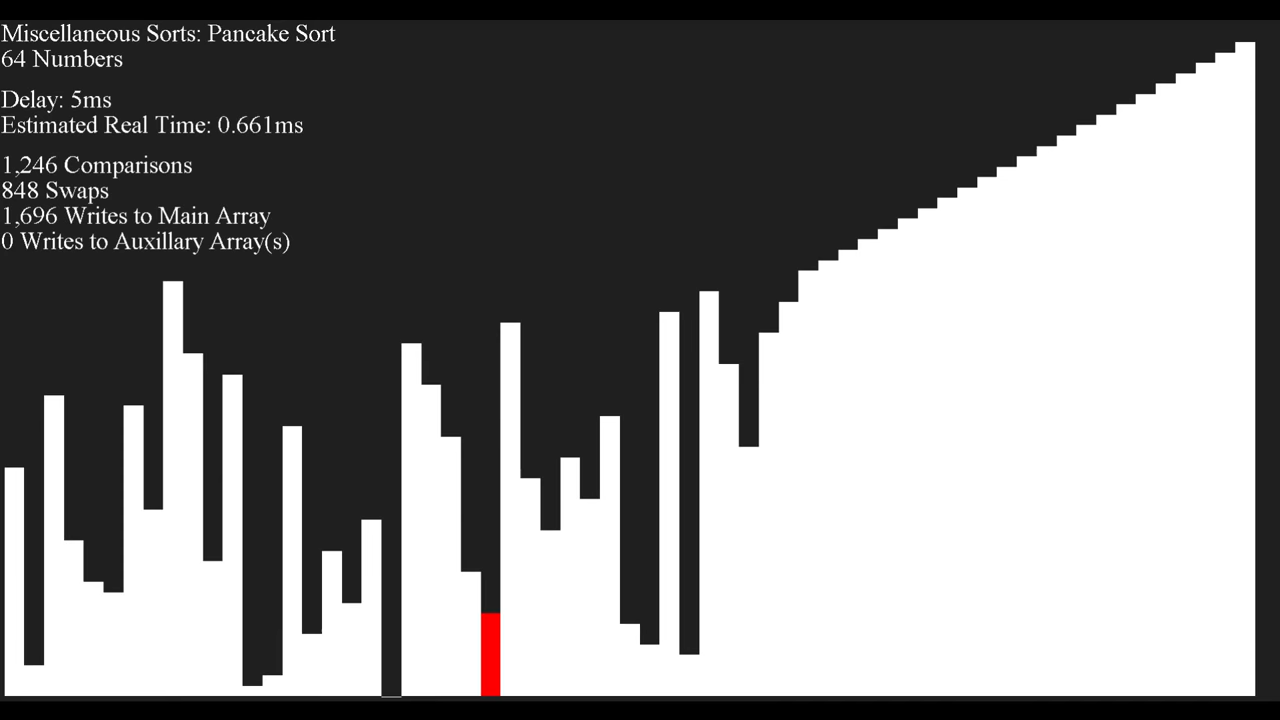 Miscellaneous Sorts: Pancake Sort
64 Numbers
Delay: 5ms
Estimated Real Time: 0.661ms
1,246 Comparisons
848 Swaps
1,696 Writes to Main Array
0 Writes to Auxillary Array(s)